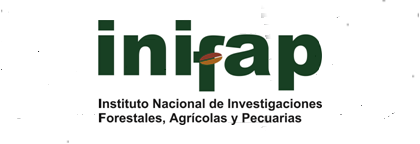 inifap
Instituto Nacional de Investigaciones
Forestales, Agrícolas y Pecuarias